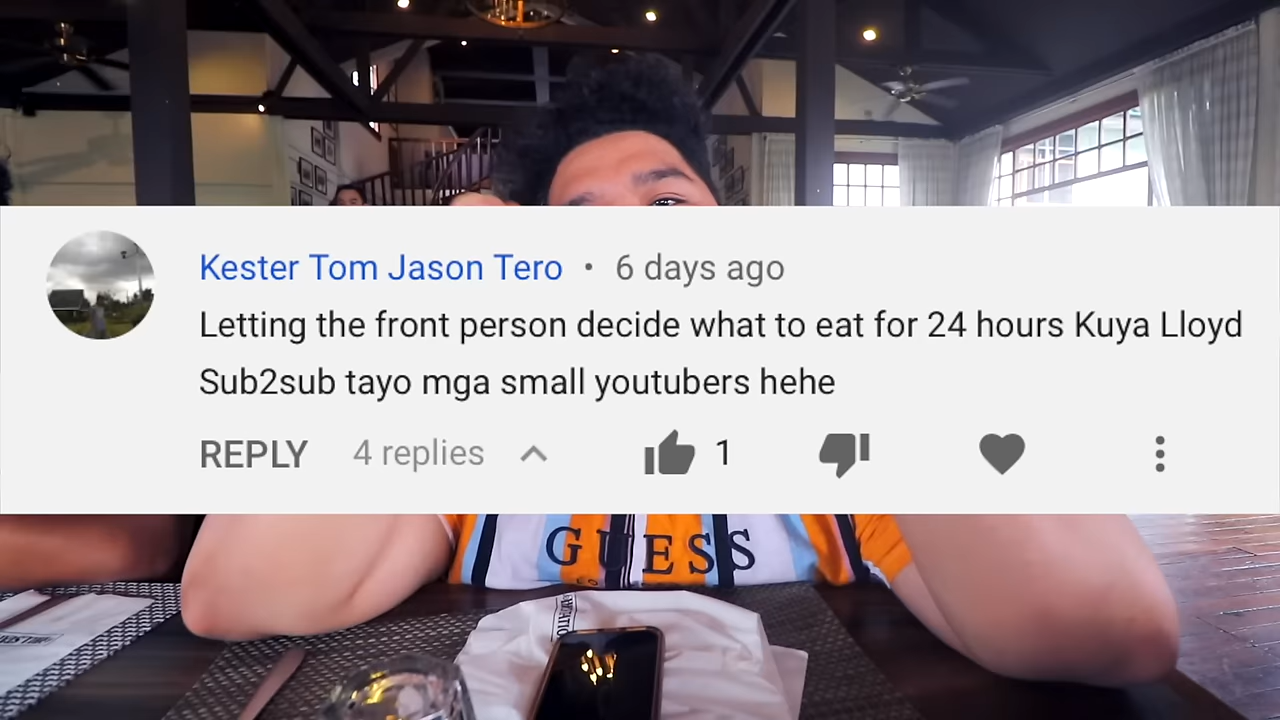 Kester Tom Jason Tero • 6 days ago
Letting the front person decide what to eat for 24 hours Kuya Lloyd
Sub2sub tayo mga small youtubers hehe
REPLY 4 replies 1
GUESS